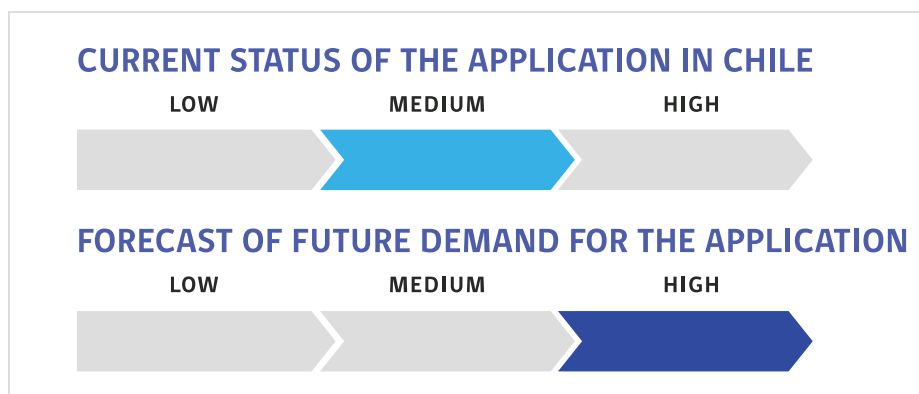 CURRENT STATUS OF THE APPLICATION IN CHILE
LOW MEDIUM HIGH
FORECAST OF FUTURE DEMAND FOR THE APPLICATION
LOW MEDIUM HIGH